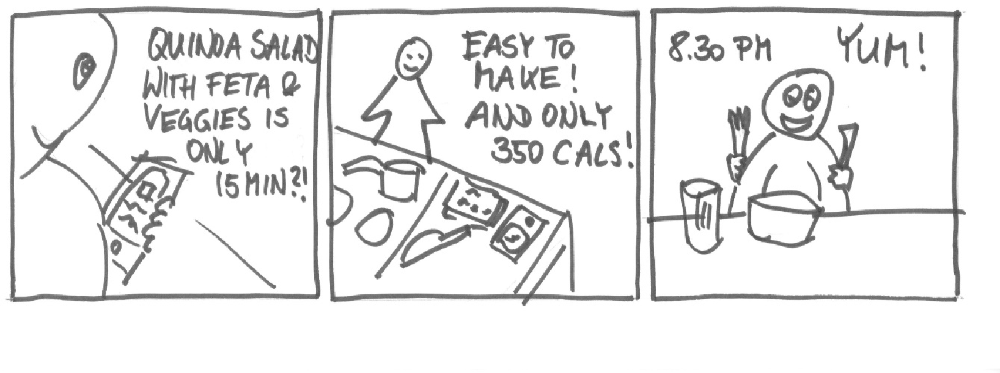 QUINOA SALAD
WITH FETA &
VEGGIES IS
ONLY
15 MIN?!
EASY TO
MAKE!
AND ONLY
350 CALS!
8.30 PM
YUM!